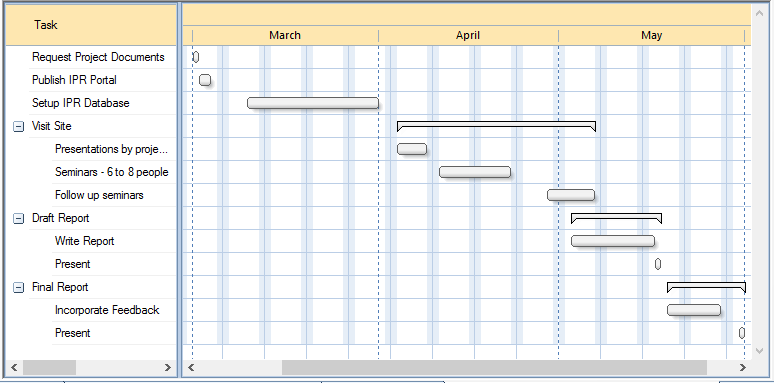 Task
March April May
Request Project Documents
Publish IPR Portal
Setup IPR Database
Visit Site
Presentations by proje...
Seminars - 6 to 8 people
Follow up seminars
Draft Report
Write Report
Present
Final Report
Incorporate Feedback
Present